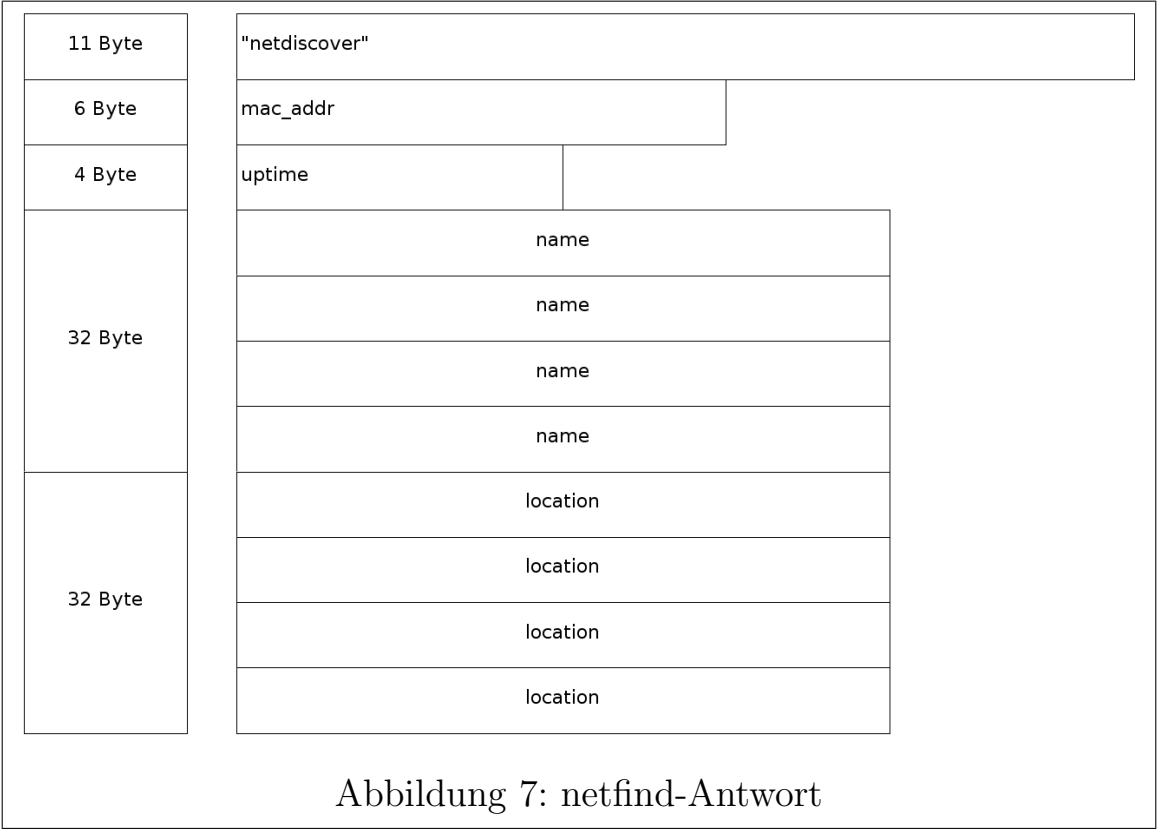 11 Byte "netdiscover"
6 Byte mac_addr
4 Byte uptime
name
name
32 Byte
name
name
location
location
32 Byte
location
location
Abbildung 7: netfind-Antwort